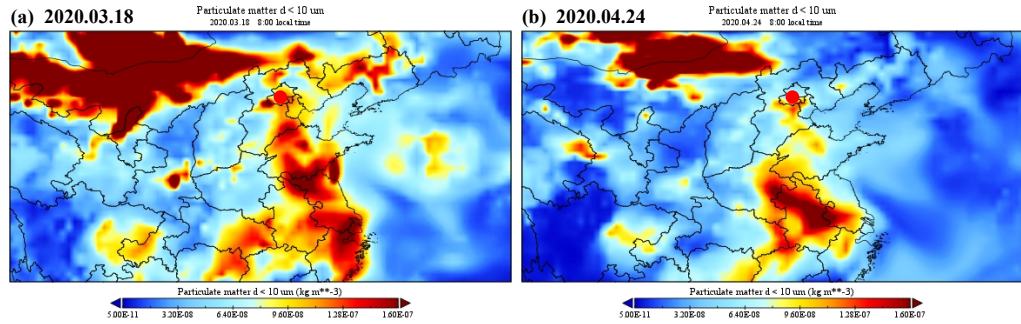 (a) 2020.03.18
Particulate matter d < 10 um
2020.03.18 8:00 local time
Particulate matter d < 10 um (kg m**-3)
5.00E-11 3.20E-08 6.40E-08 9.60E-08 1.28E-07 1.60E-07
(b) 2020.04.24
Particulate matter d < 10 um
2020.04.24 8:00 local time
Particulate matter d < 10 um (kg m**-3)
5.00E-11 3.20E-08 6.40E-08 9.60E-08 1.28E-07 1.60E-07